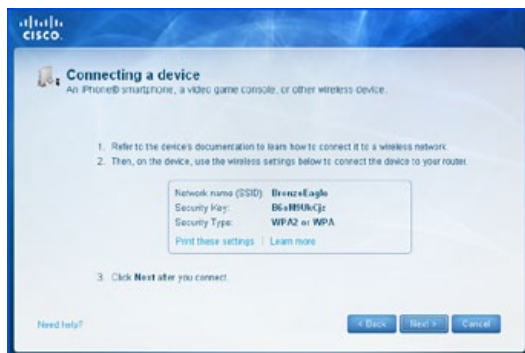 CISCO.
Connecting a device
An iPhone® smartphone, a video game console, or other wireless device.
1. Refer to the device's documentation to learn how to connect it to a wireless network.
2. Then, on the device, use the wireless settings below to connect the device to your router.
Network name (SSID): BronzeEagle
Security Key:
Security Type: WPA2 or WPA
Print these settings | Learn more
3. Click Next after you connect.
Need help?
< Back Next > Cancel